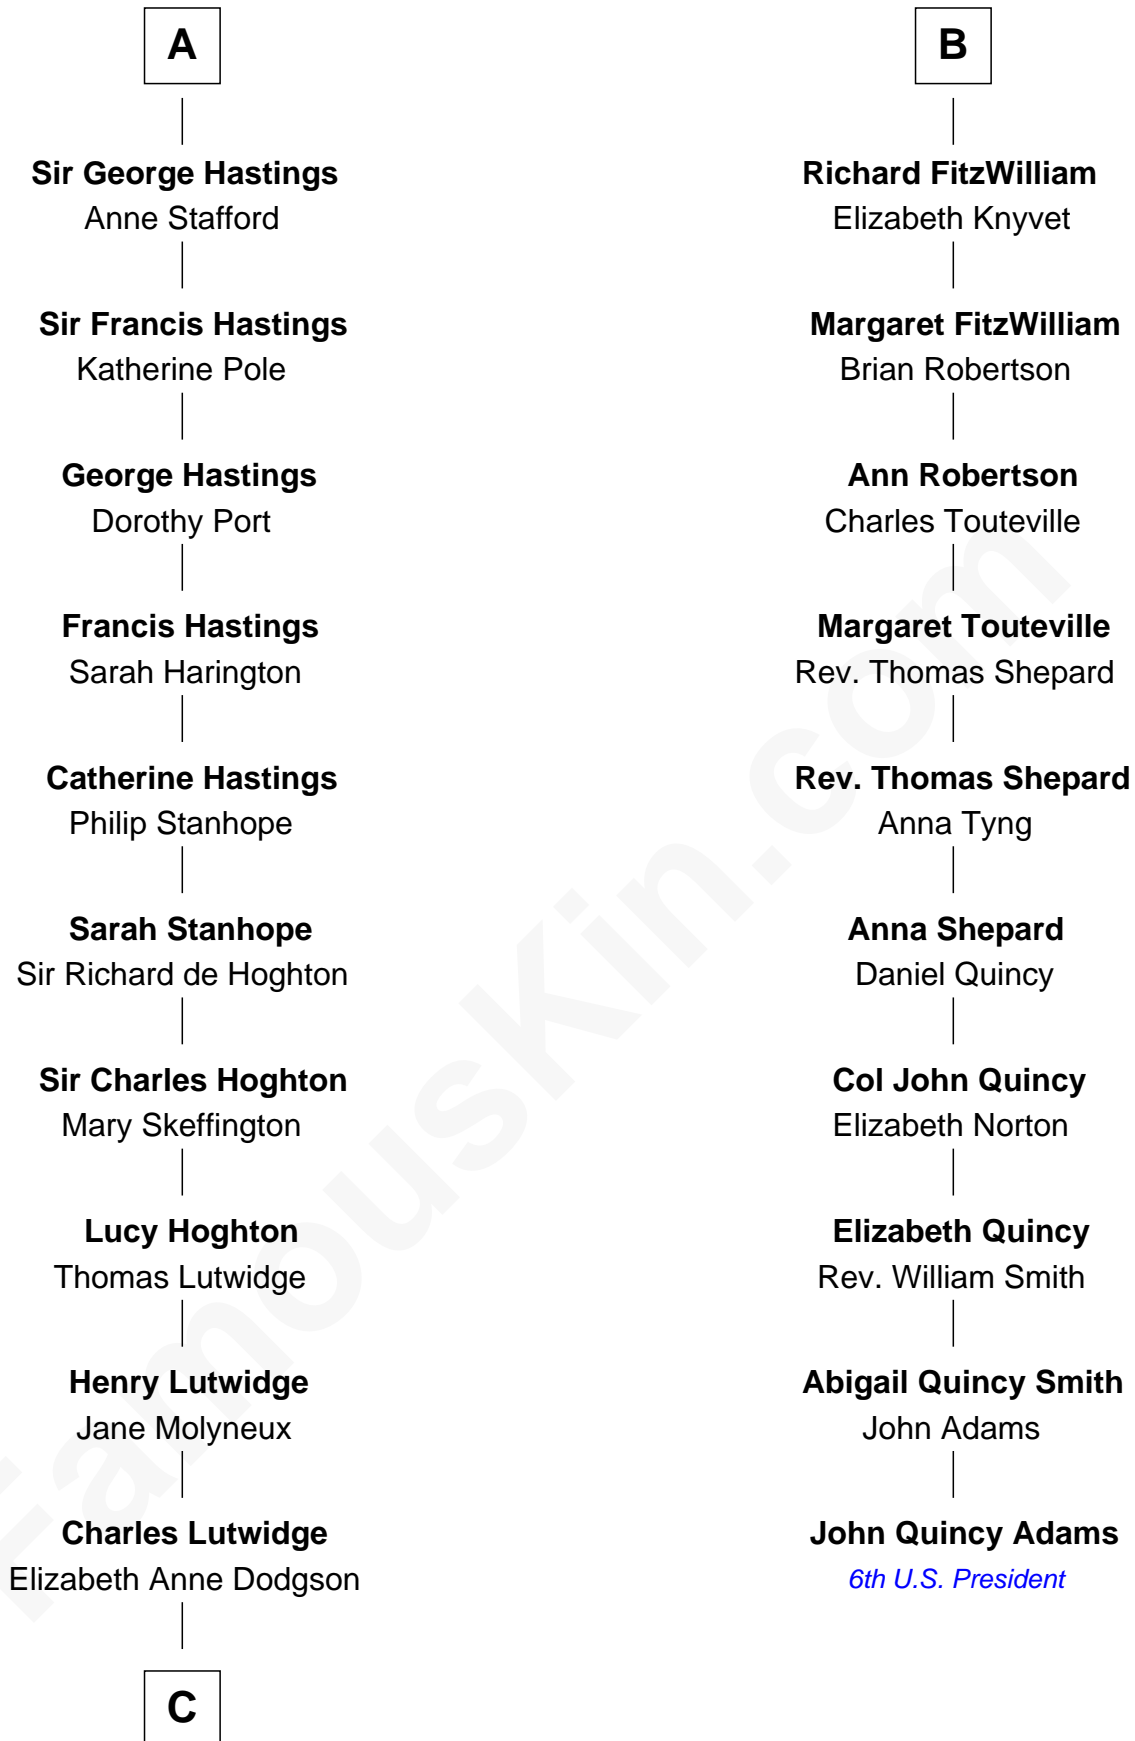 A
Sir George Hastings
Anne Stafford
Sir Francis Hastings
Katherine Pole
George Hastings
Dorothy Port
Francis Hastings
Sarah Harington
Catherine Hastings
Philip Stanhope
Sarah Stanhope
Sir Richard de Hoghton
Sir Charles Hoghton
Mary Skeffington
Lucy Hoghton
Thomas Lutwidge
Henry Lutwidge
Jane Molyneux
Charles Lutwidge
Elizabeth Anne Dodgson
C
B
Richard FitzWilliam
Elizabeth Knyvet
Margaret FitzWilliam
Brian Robertson
Ann Robertson
Charles Touteville
Margaret Touteville
Rev. Thomas Shepard
Rev. Thomas Shepard
Anna Tyng
Anna Shepard
Daniel Quincy
Col John Quincy
Elizabeth Norton
Elizabeth Quincy
Rev. William Smith
Abigail Quincy Smith
John Adams
John Quincy Adams
6th U.S. President
FamousKin.com